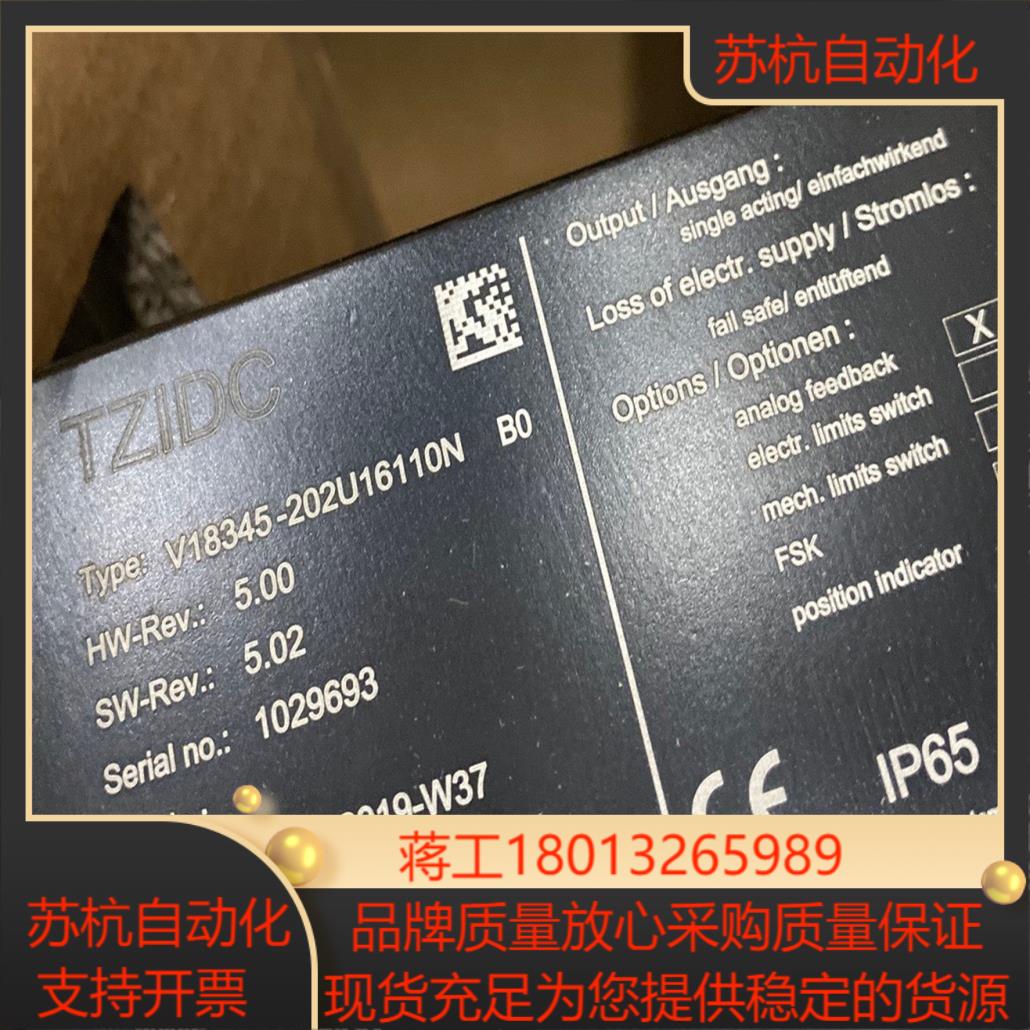 苏杭自动化
Output / Ausgang :
single acting/ einfachwirkend
Loss of electr. supply / Stromlos :
fail safe/ entlüftend
Options / Optionen :
analog feedback X
electr. limits switch
mech. limits switch
FSK
position indicator
TZIDC
Type: V18345-202U16110N B0
HW-Rev.: 5.00
SW-Rev.: 5.02
Serial no.: 1029693
2019-W37
CE IP65
蒋工18013265989
苏杭自动化
支持开票
品牌质量放心采购质量保证
现货充足为您提供稳定的货源